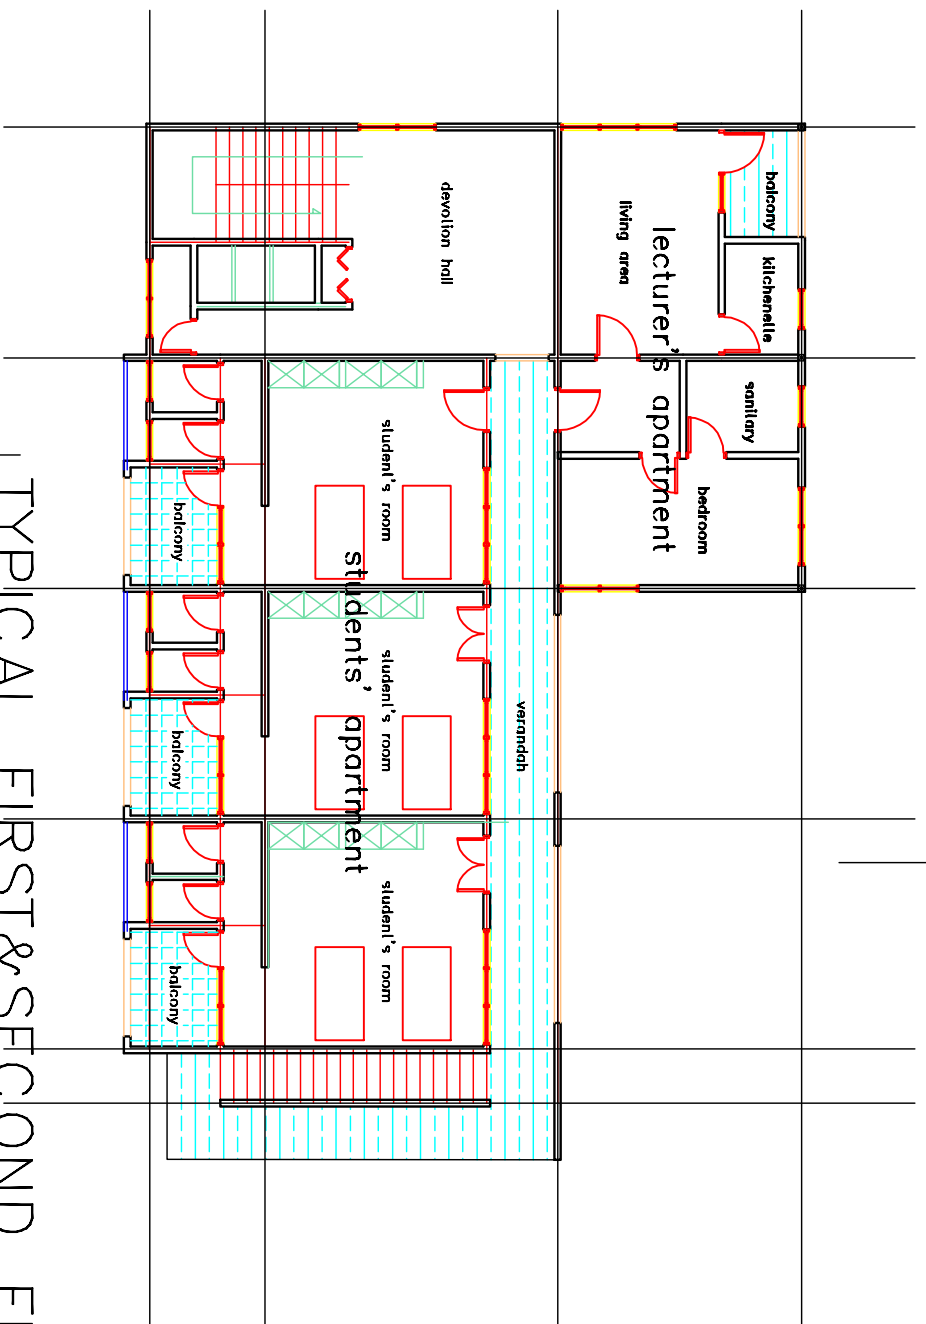 balcony
kitchenette
living area
lecturer's apartment
sanitary
bedroom
devotion hall
student's room
students' apartment
student's room
student's room
verandah
balcony
balcony
balcony
TYPICAL FIRST&SECOND